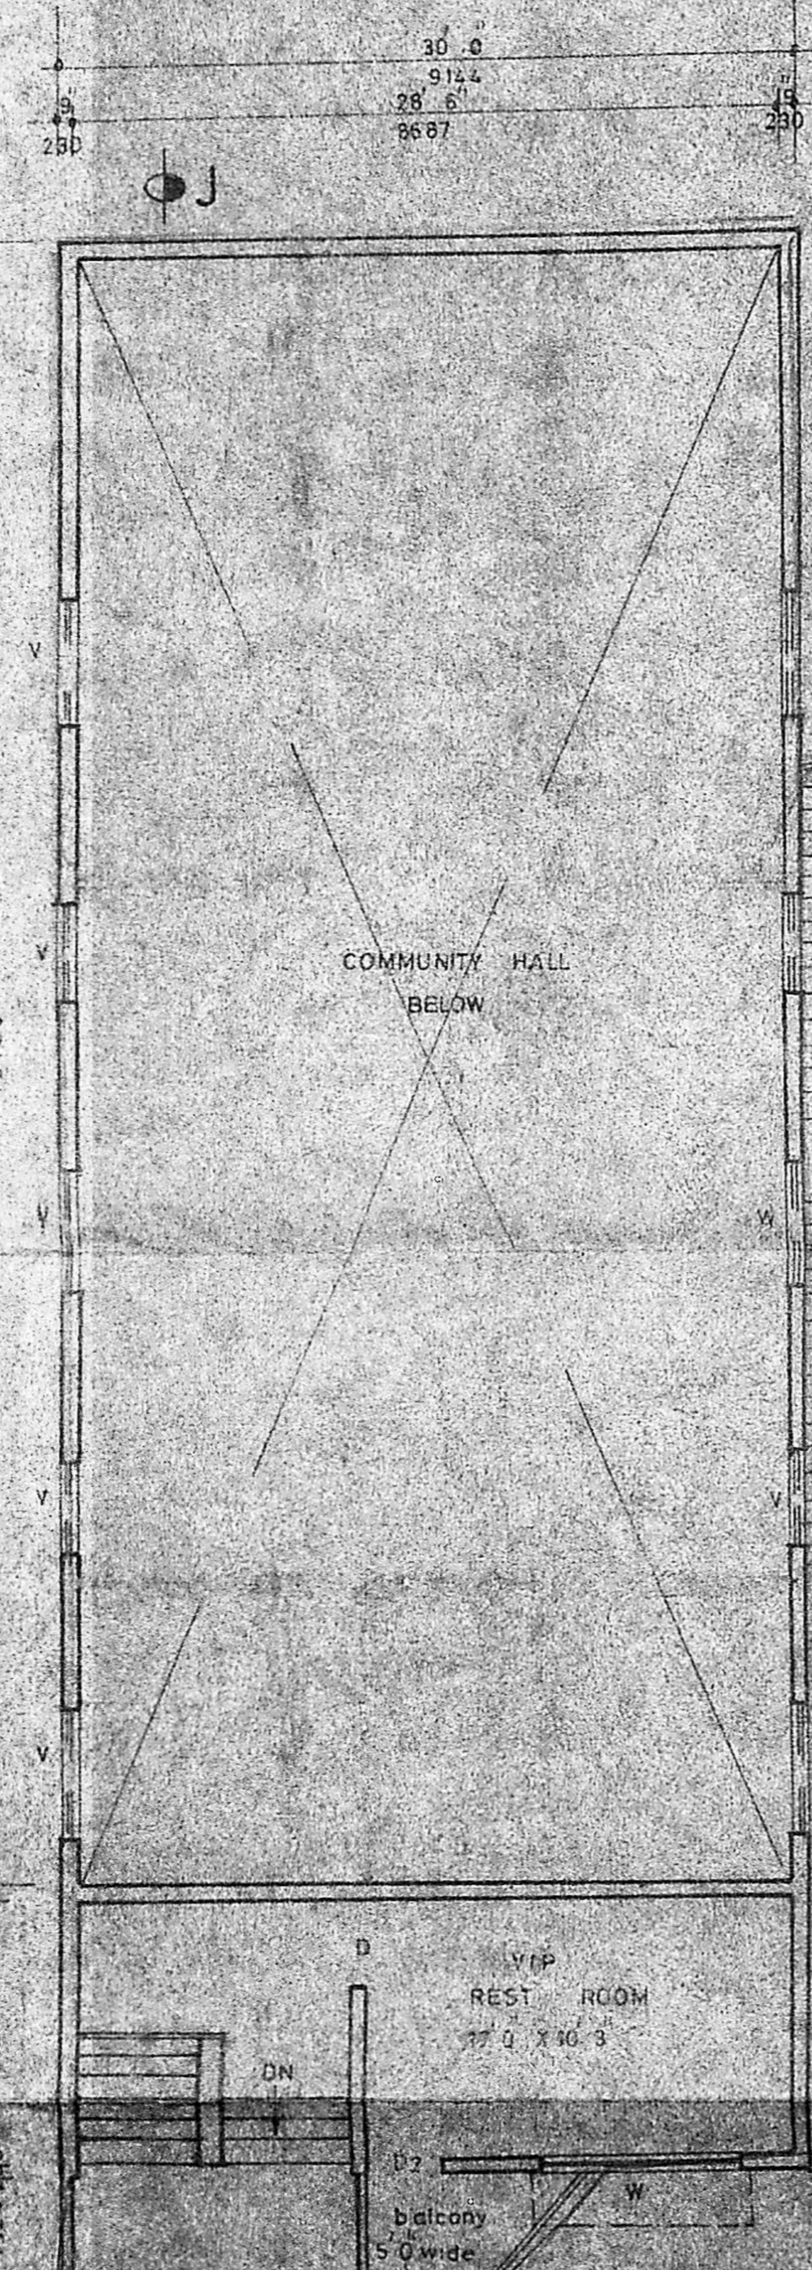 30'.0"
9144
9"
28' 6"
9"
230
8687
230
J
V
COMMUNITY HALL
V
BELOW
V
W
V
V
V
D
VIP
REST ROOM
DN
D2
W
balcony
5'0" wide